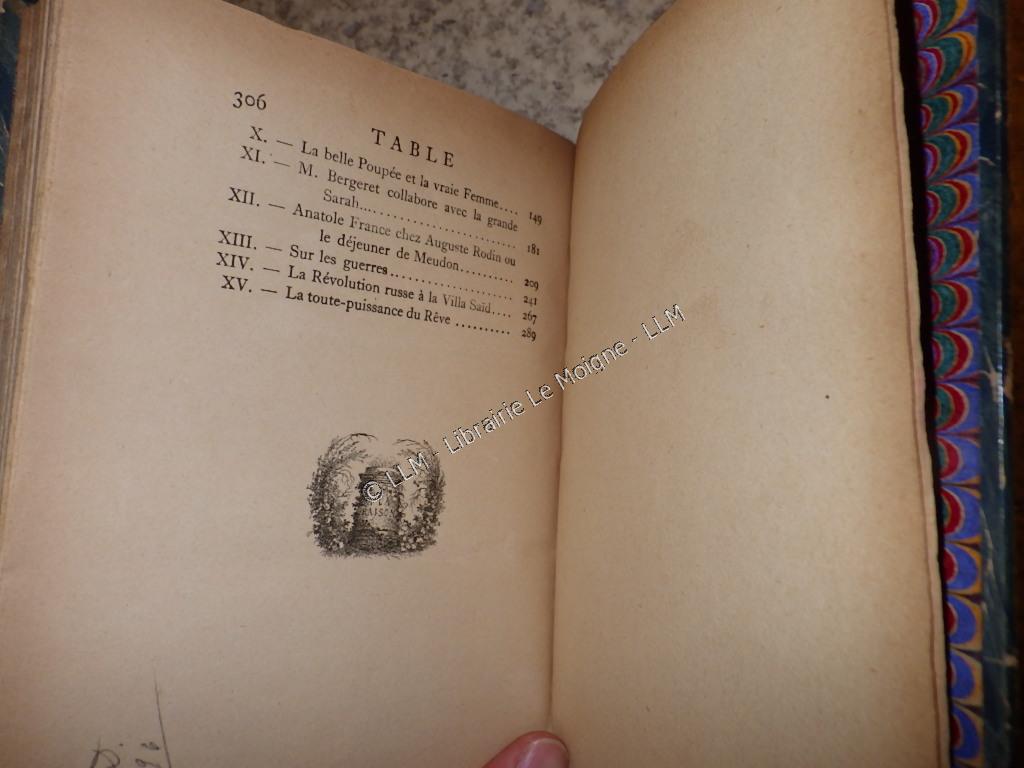 306
TABLE
X. — La belle Poupée et la vraie Femme.... 149
XI. — M. Bergeret collabore avec la grande
Sarah.................... 181
XII. — Anatole France chez Auguste Rodin ou
le déjeuner de Meudon.......... 209
XIII. — Sur les guerres.................. 241
XIV. — La Révolution russe à la Villa Saïd.... 267
XV. — La toute-puissance du Rêve .......... 289
© LLM - Librairie Le Moigne - LLM